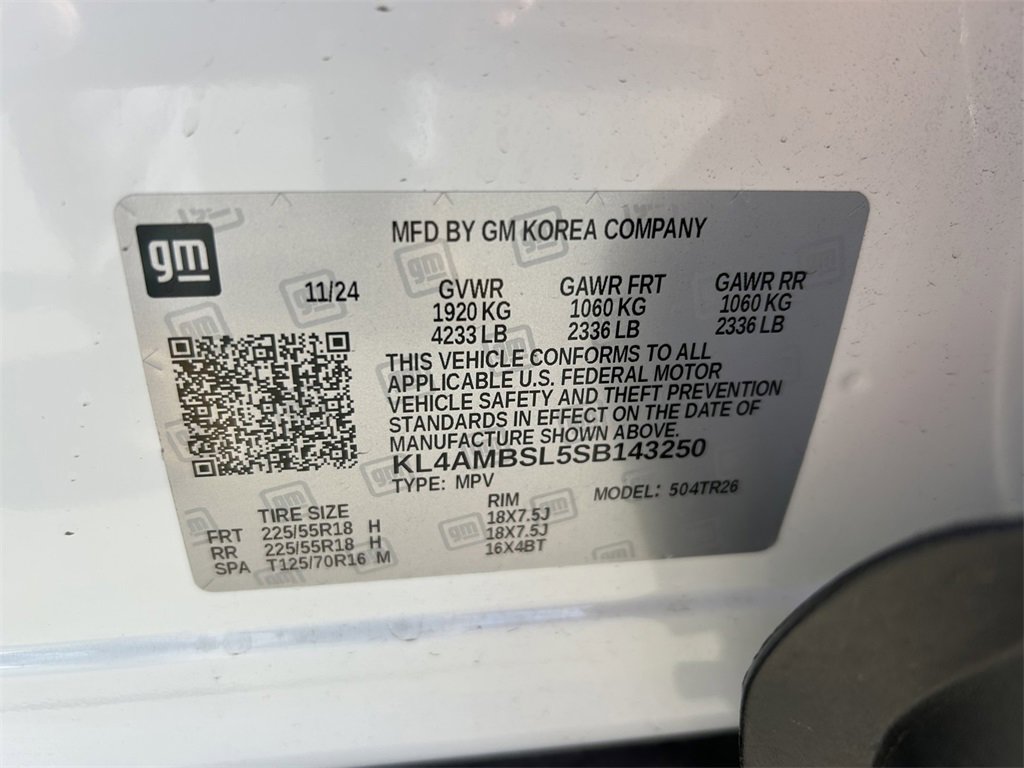 gm
MFD BY GM KOREA COMPANY
11/24 GVWR GAWR FRT GAWR RR
1920 KG 1060 KG 1060 KG
4233 LB 2336 LB 2336 LB
THIS VEHICLE CONFORMS TO ALL
APPLICABLE U.S. FEDERAL MOTOR
VEHICLE SAFETY AND THEFT PREVENTION
STANDARDS IN EFFECT ON THE DATE OF
MANUFACTURE SHOWN ABOVE.
KL4AMBSL5SB143250
TYPE: MPV MODEL: 504TR26
TIRE SIZE RIM
FRT 225/55R18 H 18X7.5J
RR 225/55R18 H 18X7.5J
SPA T125/70R16 M 16X4BT